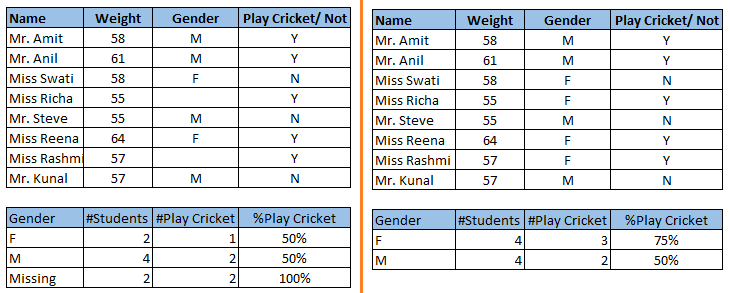 Name Weight Gender Play Cricket/ Not
Mr. Amit 58 M Y
Mr. Anil 61 M Y
Miss Swati 58 F N
Miss Richa 55 Y
Mr. Steve 55 M N
Miss Reena 64 F Y
Miss Rashmi 57 Y
Mr. Kunal 57 M N
Gender #Students #Play Cricket %Play Cricket
F 2 1 50%
M 4 2 50%
Missing 2 2 100%
Name Weight Gender Play Cricket/ Not
Mr. Amit 58 M Y
Mr. Anil 61 M Y
Miss Swati 58 F N
Miss Richa 55 F Y
Mr. Steve 55 M N
Miss Reena 64 F Y
Miss Rashmi 57 F Y
Mr. Kunal 57 M N
Gender #Students #Play Cricket %Play Cricket
F 4 3 75%
M 4 2 50%